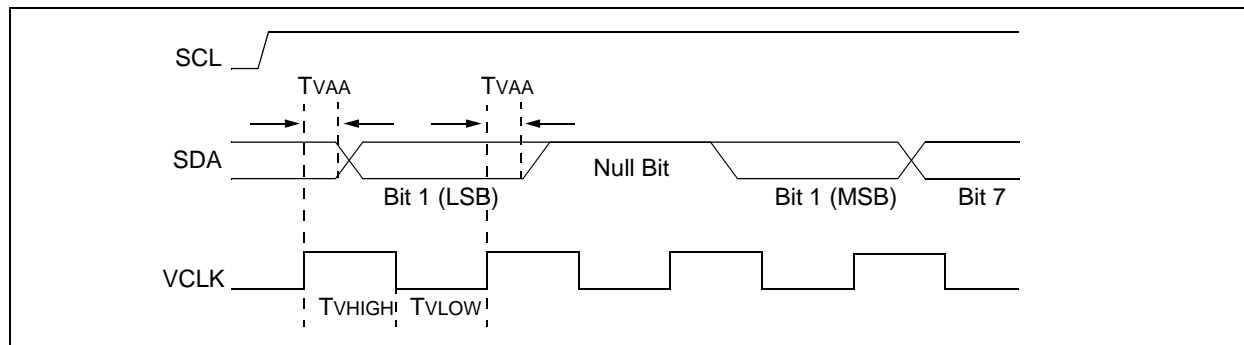 SCL
TVAA TVAA
SDA
Null Bit
Bit 1 (LSB) Bit 1 (MSB) Bit 7
VCLK
TVHIGH TVLOW